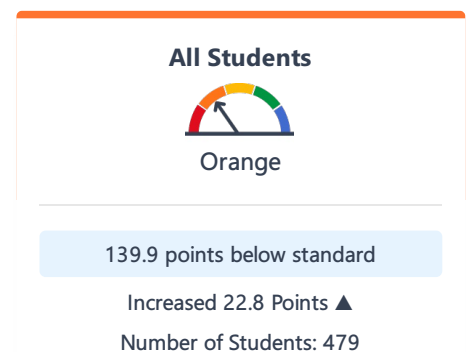 All Students
Orange
139.9 points below standard
Increased 22.8 Points ▲
Number of Students: 479